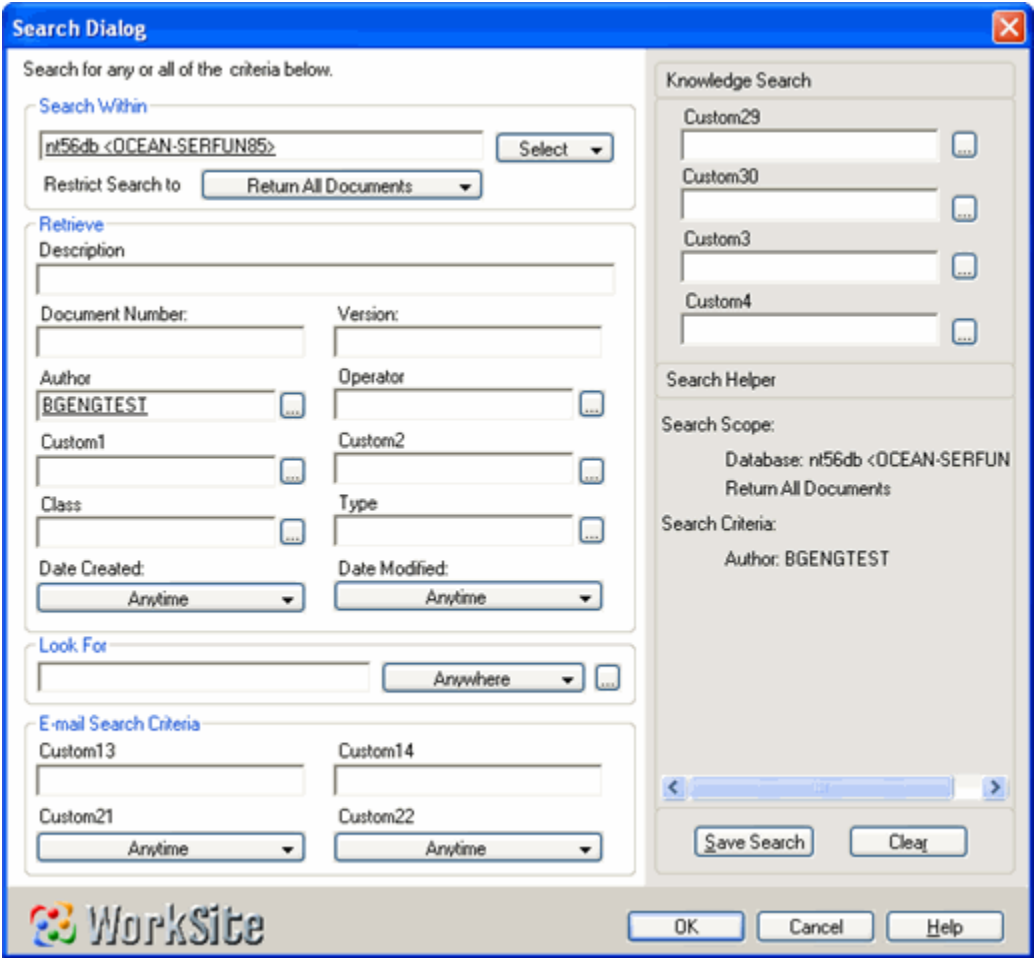 Search Dialog
Search for any or all of the criteria below.
Search Within
nt56db <OCEAN-SERFUN85>
Select
Restrict Search to
Return All Documents
Retrieve
Description
Document Number:
Version:
Author
Operator
BGENGTEST
...
...
Custom1
Custom2
...
...
Class
Type
...
...
Date Created:
Date Modified:
Anytime
Anytime
Look For
Anywhere
...
E-mail Search Criteria
Custom13
Custom14
Custom21
Custom22
Anytime
Anytime
Knowledge Search
Custom29
...
Custom30
...
Custom3
...
Custom4
...
Search Helper
Search Scope:
Database: nt56db <OCEAN-SERFUN
Return All Documents
Search Criteria:
Author: BGENGTEST
Save Search
Clear
WorkSite
OK
Cancel
Help